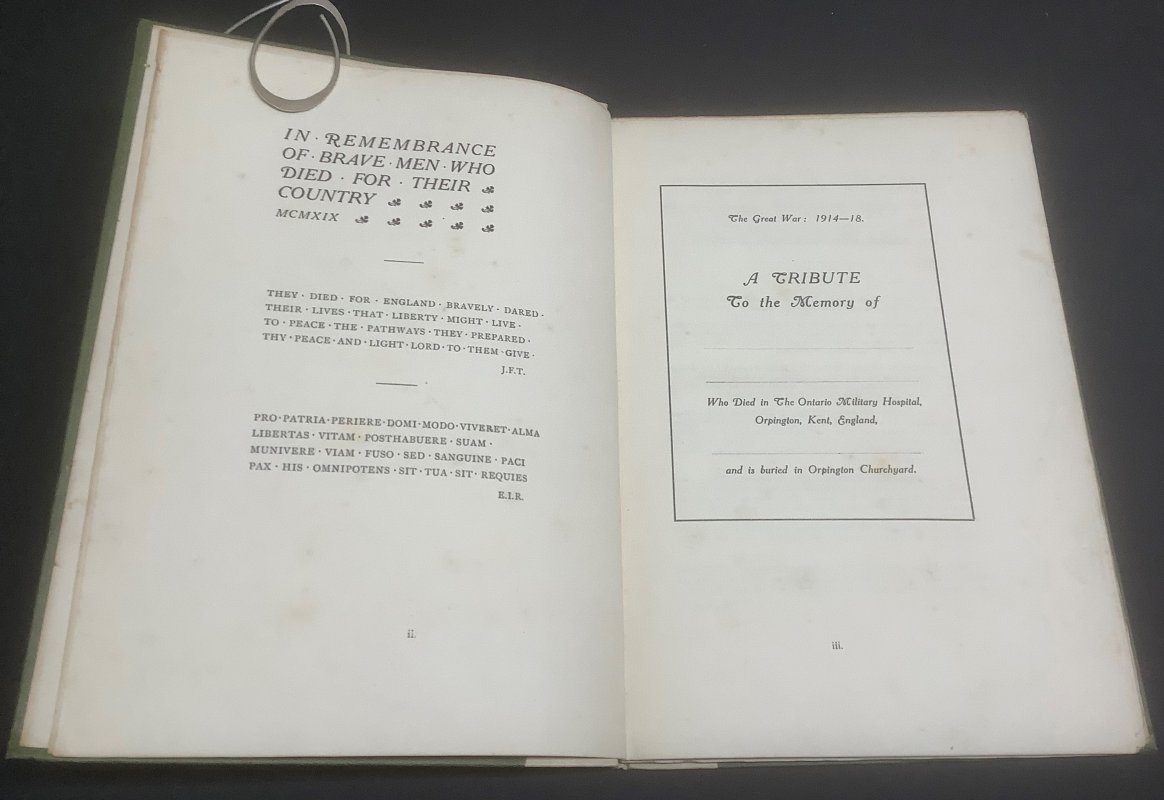 IN · REMEMBRANCE
OF · BRAVE · MEN · WHO
DIED · FOR · THEIR
COUNTRY
MCMXIX
THEY · DIED · FOR · ENGLAND · BRAVELY · DARED ·
THEIR · LIVES · THAT · LIBERTY · MIGHT · LIVE ·
TO · PEACE · THE · PATHWAYS · THEY · PREPARED ·
THY · PEACE · AND · LIGHT · LORD · TO · THEM · GIVE ·
J.F.T.
PRO · PATRIA · PERIERE · DOMI · MODO · VIVERET · ALMA
LIBERTAS · VITAM · POSTHABUERE · SUAM ·
MUNIVERE · VIAM · FUSO · SED · SANGUINE · PACI
PAX · HIS · OMNIPOTENS · SIT · TUA · SIT · REQUIES
E.I.R.
ii.
The Great War: 1914—18.
A TRIBUTE
To the Memory of
Who Died in The Ontario Military Hospital,
Orpington, Kent, England,
and is buried in Orpington Churchyard.
iii.